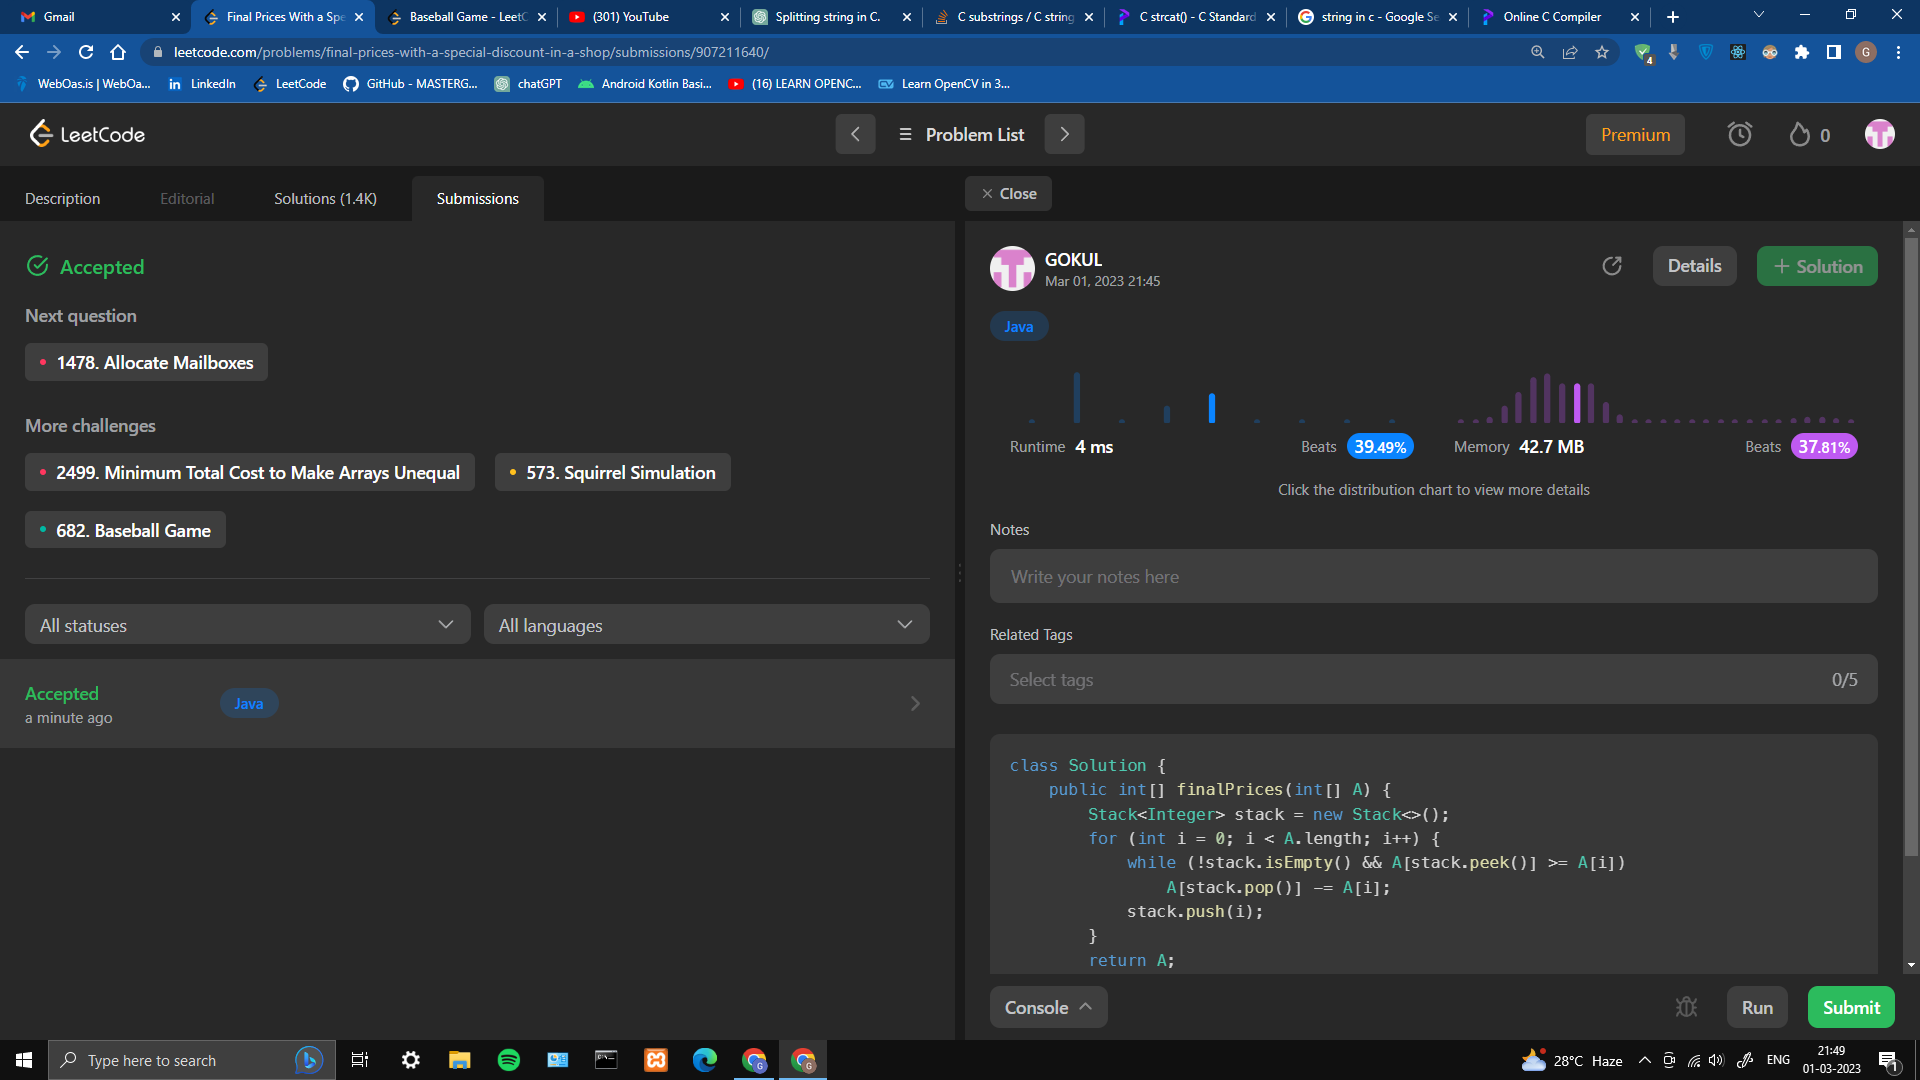 Gmail
Final Prices With a Spe
Baseball Game - LeetC
(301) YouTube
Splitting string in C.
C substrings / C string
C strcat() - C Standard
string in c - Google Se
Online C Compiler
leetcode.com/problems/final-prices-with-a-special-discount-in-a-shop/submissions/907211640/
4
G
WebOas.is | WebOa...
LinkedIn
LeetCode
GitHub - MASTERG...
chatGPT
Android Kotlin Basi...
(16) LEARN OPENC...
Learn OpenCV in 3...
LeetCode
Problem List
Premium
0
Description
Editorial
Solutions (1.4K)
Submissions
Close
Accepted
Next question
1478. Allocate Mailboxes
More challenges
2499. Minimum Total Cost to Make Arrays Unequal
573. Squirrel Simulation
682. Baseball Game
All statuses
All languages
Accepted
a minute ago
Java
GOKUL
Mar 01, 2023 21:45
Details
+ Solution
Java
Runtime 4 ms
Beats 39.49%
Memory 42.7 MB
Beats 37.81%
Click the distribution chart to view more details
Notes
Write your notes here
Related Tags
Select tags
0/5
class Solution {
public int[] finalPrices(int[] A) {
Stack<Integer> stack = new Stack<>();
for (int i = 0; i < A.length; i++) {
while (!stack.isEmpty() && A[stack.peek()] >= A[i])
A[stack.pop()] -= A[i];
stack.push(i);
}
return A;
Console
Run
Submit
Type here to search
G
G
28°C Haze
ENG
21:49
01-03-2023
1